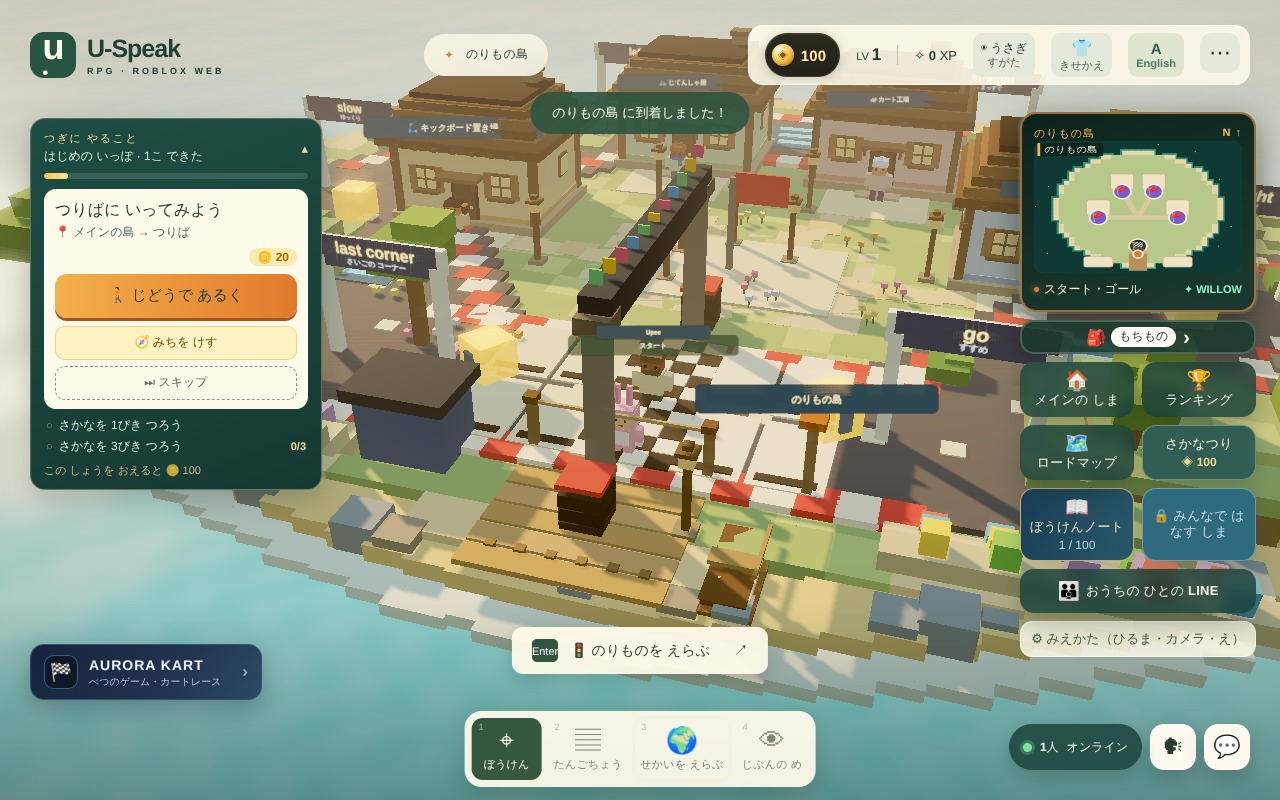 u
U-Speak
RPG · ROBLOX WEB
✦ のりもの島
100
LV 1
✧ 0 XP
うさぎ
すがた
きせかえ
A
English
…
のりもの島 に到着しました！
つぎに やること
はじめの いっぽ · 1こ できた
▲
つりばに いってみよう
📍 メインの島 → つりば
🪙 20
🚶 じどうで あるく
🧭 みちを けす
⏭ スキップ
○ さかなを 1ぴき つろう
○ さかなを 3びき つろう 0/3
この しょうを おえると 🪙 100
slow
ゆっくり
キックボード置き場
じてんしゃ屋
カート工場
last corner
さいごの コーナー
go
すすめ
スタート
のりもの島
のりもの島
N ↑
のりもの島
スタート・ゴール
✦ WILLOW
🎒 もちもの ›
🏠
メインの しま
🏆
ランキング
🗺️
ロードマップ
さかなつり
◈ 100
📖
ぼうけんノート
1 / 100
🔒 みんなで は
なす しま
👪 おうちの ひとの LINE
⚙ みえかた（ひるま・カメラ・え）
🏁 AURORA KART ›
べつのゲーム・カートレース
Enter 🚦 のりものを えらぶ ↗
1
ぼうけん
2
たんごちょう
3
せかいを えらぶ
4
じぶんの め
1人 オンライン